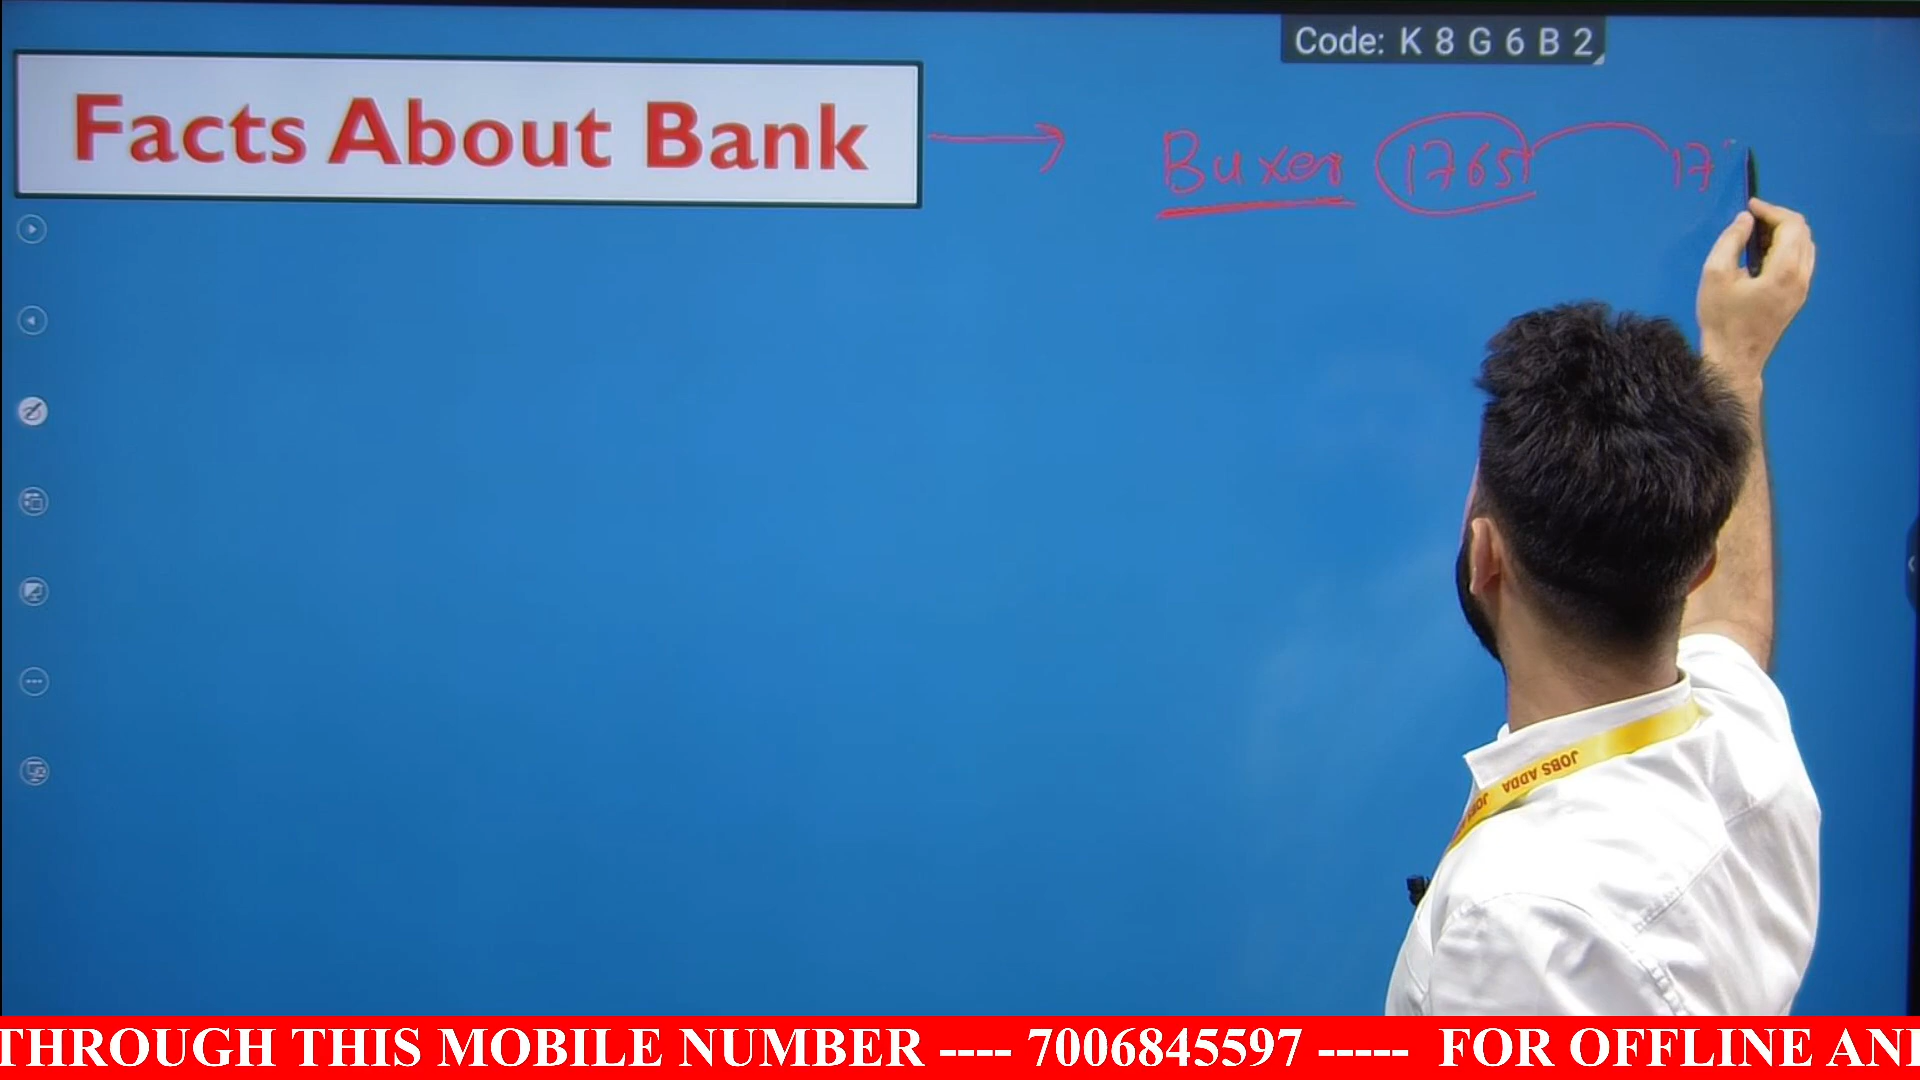 Code: K 8 G 6 B 2
Facts About Bank
Buxer 1765 17
JOBS ADDA
THROUGH THIS MOBILE NUMBER ---- 7006845597 ----- FOR OFFLINE AN